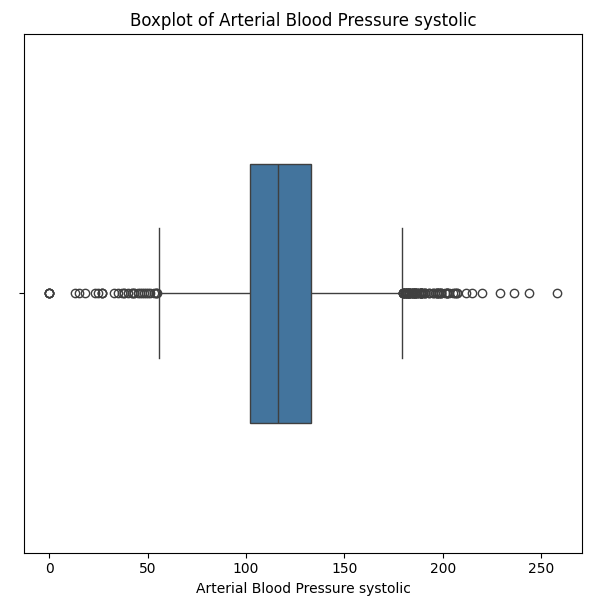 Boxplot of Arterial Blood Pressure systolic
0 50 100 150 200 250
Arterial Blood Pressure systolic